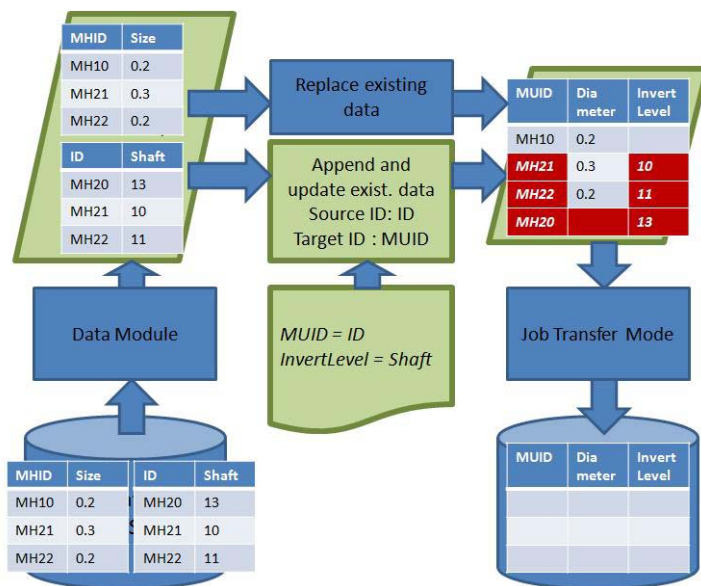 MHID Size
MH10 0.2
MH21 0.3
MH22 0.2
ID Shaft
MH20 13
MH21 10
MH22 11
Replace existing
data
Append and
update exist. data
Source ID: ID
Target ID : MUID
MUID Dia Invert
meter Level
MH10 0.2
MH21 0.3 10
MH22 0.2 11
MH20 13
Data Module
MUID = ID
InvertLevel = Shaft
Job Transfer Mode
MHID Size ID Shaft
MH10 0.2 MH20 13
MH21 0.3 MH21 10
MH22 0.2 MH22 11
MUID Dia Invert
meter Level